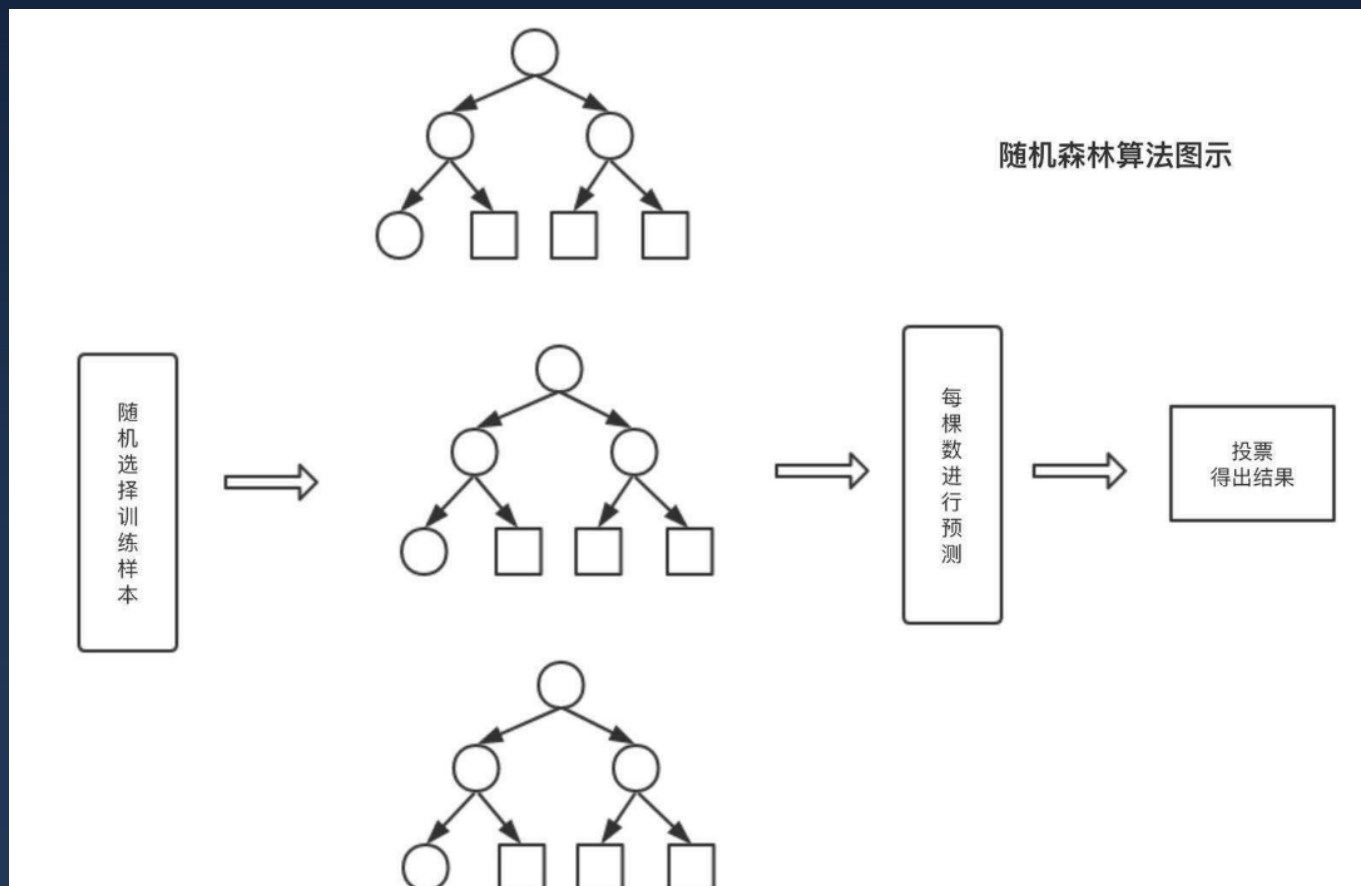 随机森林算法图示
随机选择训练样本
每棵数进行预测
投票
得出结果